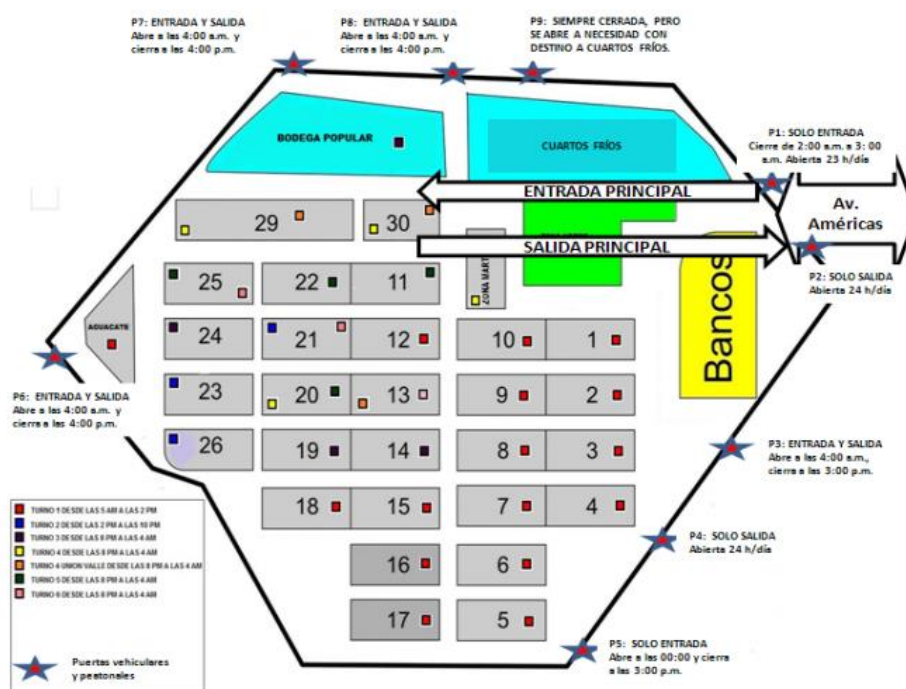 P7: ENTRADA Y SALIDA
Abre a las 4:00 a.m. y
cierra a las 4:00 p.m.
P8: ENTRADA Y SALIDA
Abre a las 4:00 a.m. y
cierra a las 4:00 p.m.
P9: SIEMPRE CERRADA, PERO
SE ABRE A NECESIDAD CON
DESTINO A CUARTOS FRÍOS.
BODEGA POPULAR
CUARTOS FRÍOS
P1: SOLO ENTRADA
Cierre de 2:00 a.m. a 3: 00
a.m. Abierta 23 h/día
ENTRADA PRINCIPAL
Av.
Américas
29
30
SALIDA PRINCIPAL
P2: SOLO SALIDA
Abierta 24 h/día
25
22
11
ZONA
Bancos
AGUACATE
24
21
12
10
1
P6: ENTRADA Y SALIDA
Abre a las 4:00 a.m. y
cierra a las 4:00 p.m.
23
20
13
9
2
26
19
14
8
3
P3: ENTRADA Y SALIDA
Abre a las 4:00 a.m.,
cierra a las 3:00 p.m.
18
15
7
4
P4: SOLO SALIDA
Abierta 24 h/día
16
6
17
5
P5: SOLO ENTRADA
Abre a las 00:00 y cierra
a las 3:00 p.m.
TURNO 1 DESDE LAS 5 AM A LAS 2 PM
TURNO 2 DESDE LAS 2 PM A LAS 10 PM
TURNO 3 DESDE LAS 8 PM A LAS 4 AM
TURNO 4 DESDE LAS 8 PM A LAS 4 AM
TURNO 4 UNION VALLE DESDE LAS 8 PM A LAS 4 AM
TURNO 5 DESDE LAS 8 PM A LAS 4 AM
TURNO 6 DESDE LAS 8 PM A LAS 4 AM
Puertas vehiculares
y peatonales